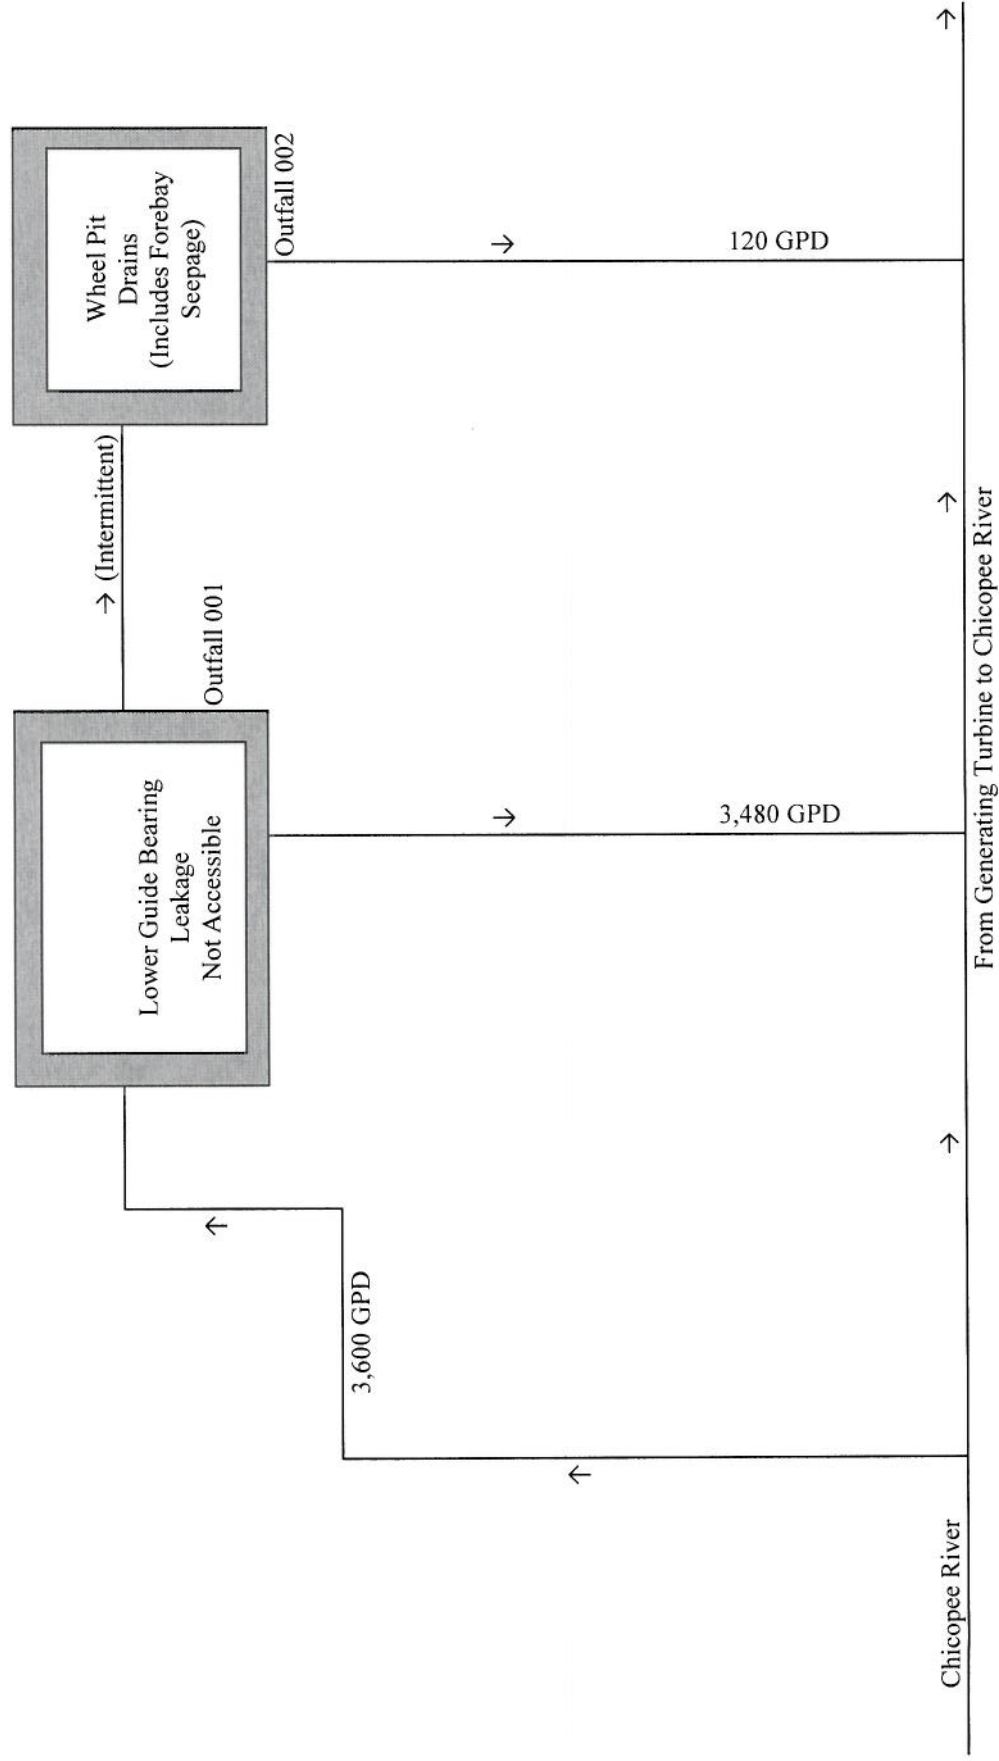 Wheel Pit
Drains
(Includes Forebay
Seepage)
Outfall 002
120 GPD
(Intermittent)
Outfall 001
Lower Guide Bearing
Leakage
Not Accessible
3,480 GPD
3,600 GPD
Chicopee River
From Generating Turbine to Chicopee River